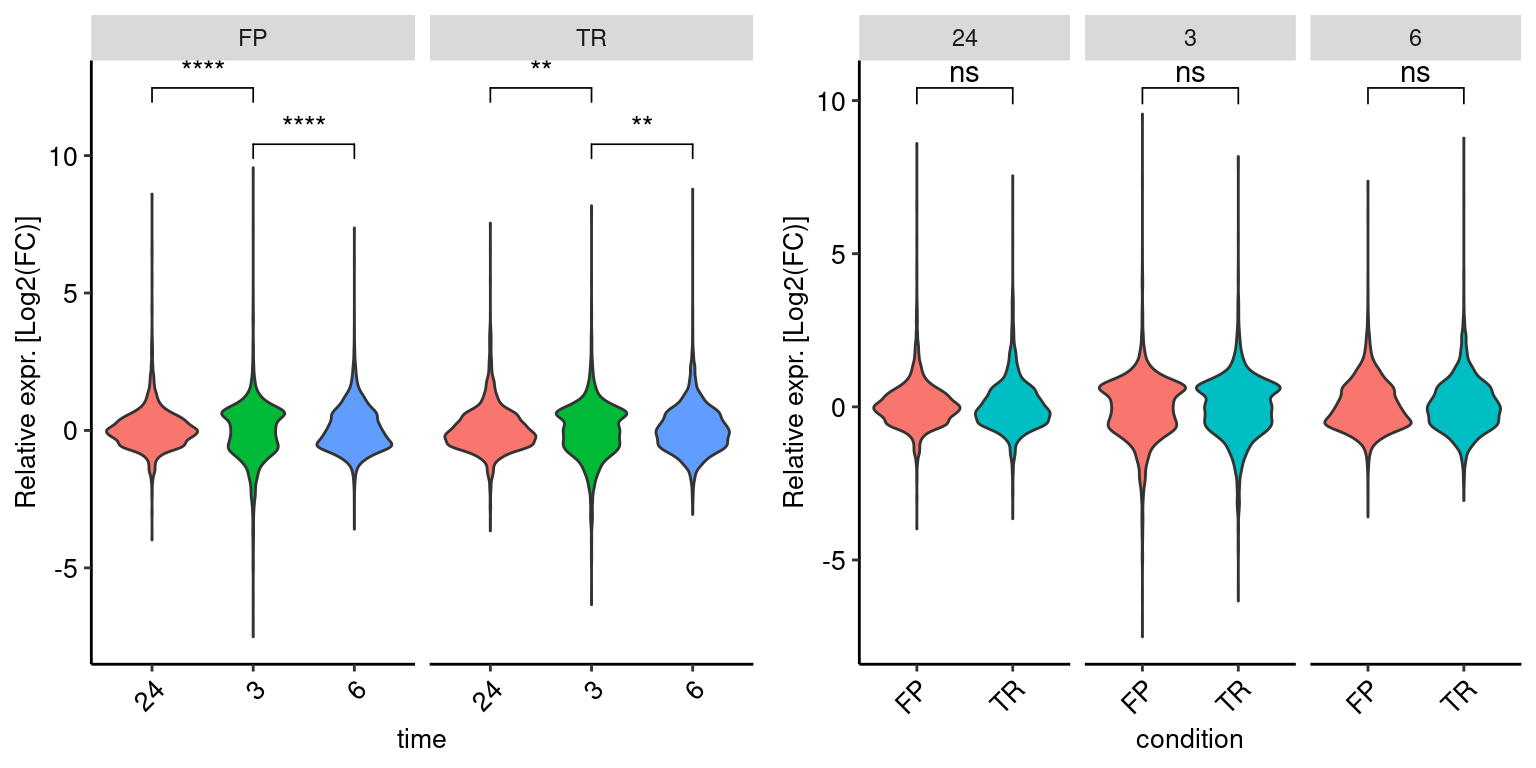 FP TR
**** **
**** **
10
5
0
-5
Relative expr. [Log2(FC)]
24 3 6 24 3 6
time
24 3 6
ns ns ns
10
5
0
-5
Relative expr. [Log2(FC)]
FP TR FP TR FP TR
condition